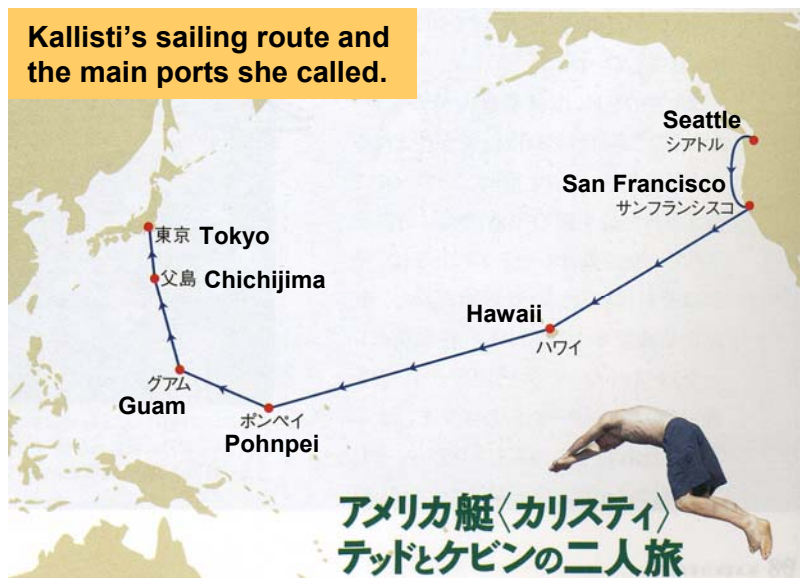 Kallisti’s sailing route and
the main ports she called.
Seattle
シアトル
San Francisco
サンフランシスコ
東京 Tokyo
父島 Chichijima
Hawaii
ハワイ
グアム
Guam
ポンペイ
Pohnpei
アメリカ艇〈カリスティ〉
テッドとケビンの二人旅